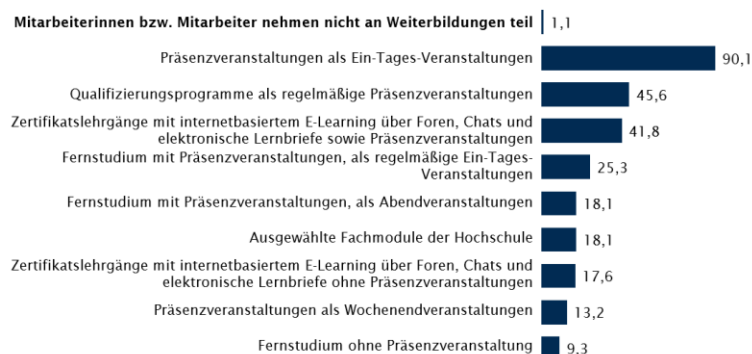 Mitarbeiterinnen bzw. Mitarbeiter nehmen nicht an Weiterbildungen teil 1,1
Präsenzveranstaltungen als Ein-Tages-Veranstaltungen 90,1
Qualifizierungsprogramme als regelmäßige Präsenzveranstaltungen 45,6
Zertifikatslehrgänge mit internetbasiertem E-Learning über Foren, Chats und
elektronische Lernbriefe sowie Präsenzveranstaltungen 41,8
Fernstudium mit Präsenzveranstaltungen, als regelmäßige Ein-Tages-
Veranstaltungen 25,3
Fernstudium mit Präsenzveranstaltungen, als Abendveranstaltungen 18,1
Ausgewählte Fachmodule der Hochschule 18,1
Zertifikatslehrgänge mit internetbasiertem E-Learning über Foren, Chats und
elektronische Lernbriefe ohne Präsenzveranstaltungen 17,6
Präsenzveranstaltungen als Wochenendveranstaltungen 13,2
Fernstudium ohne Präsenzveranstaltung 9,3